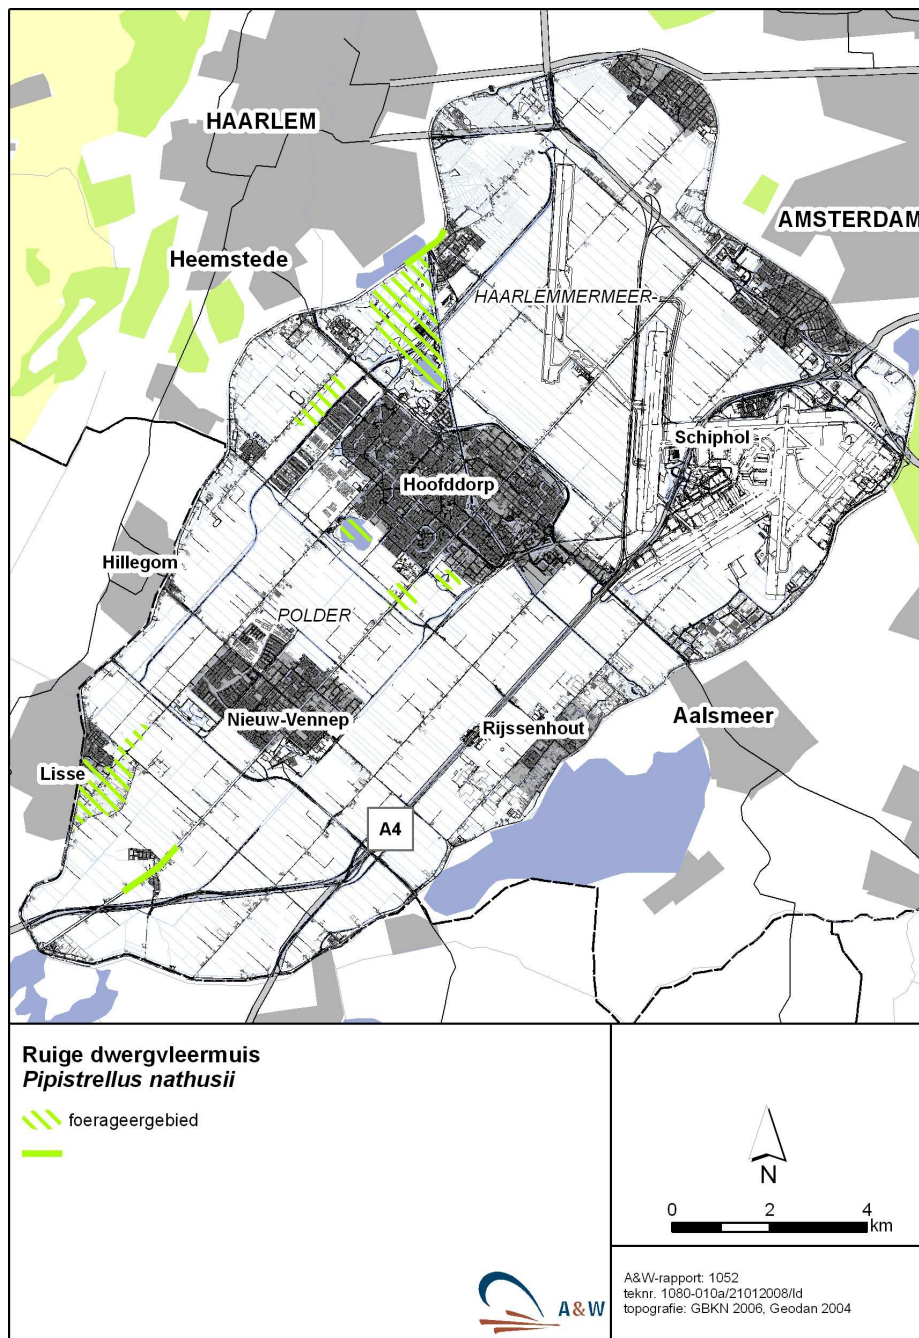 HAARLEM
AMSTERDAM
Heemstede
HAARLEMMERMEER
Schiphol
Hoofddorp
Hillegom
POLDER
Nieuw-Vennep
Rijssenhout
Aalsmeer
Lisse
A4
Ruige dwergvleermuis
Pipistrellus nathusii
foerageergebied
N
0 2 4
km
A&W
A&W-rapport: 1052
teknr. 1080-010a/21012008/ld
topografie: GBKN 2006, Geodan 2004